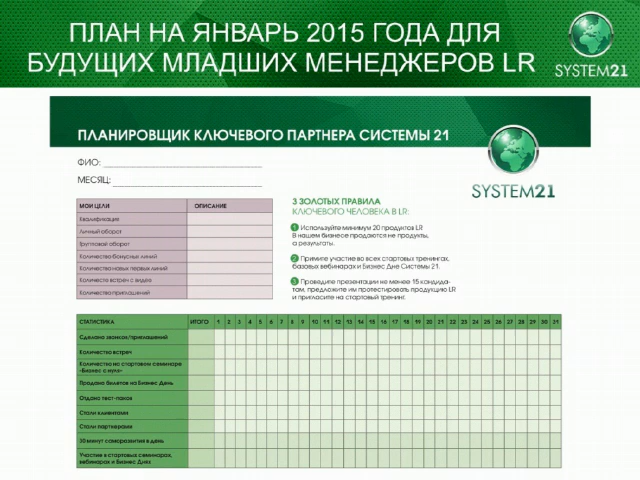 ПЛАН НА ЯНВАРЬ 2015 ГОДА ДЛЯ
БУДУЩИХ МЛАДШИХ МЕНЕДЖЕРОВ LR
SYSTEM21
ПЛАНИРОВЩИК КЛЮЧЕВОГО ПАРТНЕРА СИСТЕМЫ 21
ФИО:
МЕСЯЦ:
SYSTEM21
МОИ ЦЕЛИ ОПИСАНИЕ
Квалификация
Личный оборот
Групповой оборот
Количество бонусных линий
Количество новых первых линий
Количеств встреч с видео
Количество приглашений
3 ЗОЛОТЫХ ПРАВИЛА
КЛЮЧЕВОГО ЧЕЛОВЕКА В LR:
1 Используйте минимум 20 продуктов LR
В нашем бизнесе продаются не продукты,
а результаты.
2 Примите участие во всех стартовых тренингах,
базовых вебинарах и Бизнес Дне Системы 21.
3 Проведите презентации не менее 15 кандида-
там, предложите им протестировать продукцию LR
и пригласите на стартовый тренинг.
СТАТИСТИКА ИТОГО 1 2 3 4 5 6 7 8 9 10 11 12 13 14 15 16 17 18 19 20 21 22 23 24 25 26 27 28 29 30 31
Сделано звонков/приглашений
Количество встреч
Количество на стартовом семинаре
«Бизнес с нуля»
Продано билетов на Бизнес День
Отдано тест-паков
Стали клиентами
Стали партнерами
30 минут саморазвития в день
Участие в стартовых семинарах,
вебинарах и Бизнес Днях